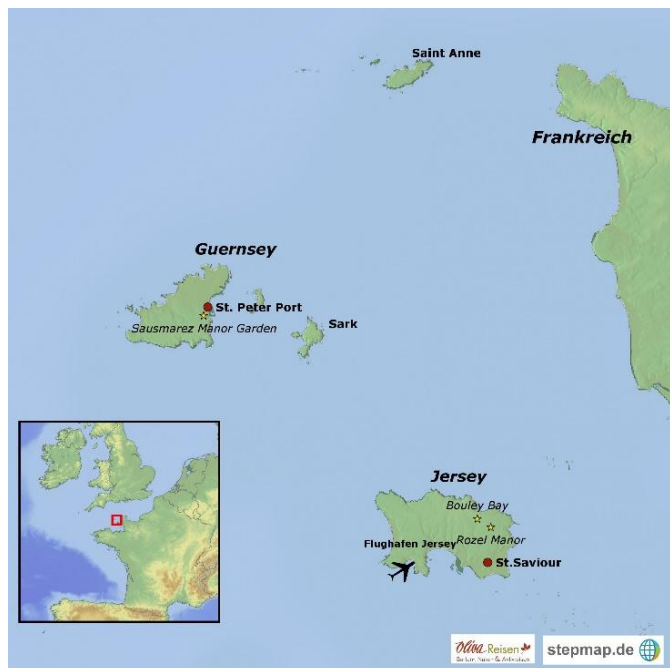 Saint Anne
Frankreich
Guernsey
St. Peter Port
Sausmarez Manor Garden
Sark
Jersey
Bouley Bay
Rozel Manor
Flughafen Jersey
St.Saviour
Oliva Reisen
stepmap.de